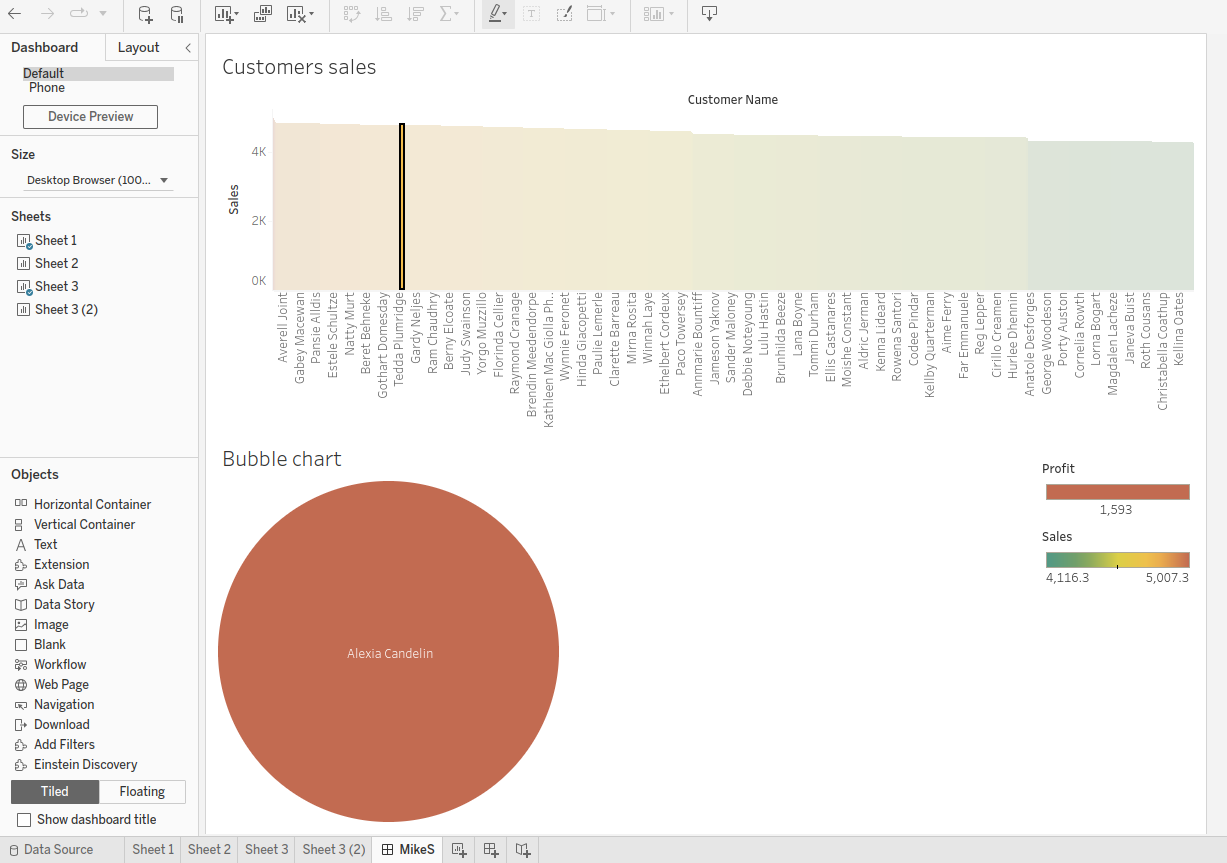 Dashboard
Layout
Default
Phone
Device Preview
Size
Desktop Browser (100...
Sheets
Sheet 1
Sheet 2
Sheet 3
Sheet 3 (2)
Objects
Horizontal Container
Vertical Container
Text
Extension
Ask Data
Data Story
Image
Blank
Workflow
Web Page
Navigation
Download
Add Filters
Einstein Discovery
Tiled
Floating
Show dashboard title
Customers sales
Customer Name
Sales
4K
2K
0K
Averell Joint
Gabey Macewan
Pansie Alldis
Estele Schultze
Natty Murt
Beret Behneke
Gothart Domesday
Tedda Plumridge
Gardy Neljes
Ram Chaudhry
Berny Elcoate
Judy Swainson
Yorgo Muzzillo
Florinda Cellier
Raymond Cranage
Brendin Meedendorpe
Kathleen Mac Giolla Ph..
Wynnie Feronet
Hinda Giacopetti
Paulie Lemerle
Clarette Barreau
Mirna Rosita
Winnah Laye
Ethelbert Cordeux
Paco Towersey
Annmarie Bountiff
Jameson Yaknov
Sander Maloney
Debbie Noteyoung
Lulu Hastin
Brunhilda Beeze
Lana Boyne
Tommi Durham
Ellis Castanares
Moishe Constant
Aldric Jerman
Kenna Lideard
Rowena Santori
Codee Pindar
Kellby Quarterman
Aime Ferry
Far Emmanuele
Reg Lepper
Cirillo Creamen
Hurlee Dhennin
Anatole Desforges
George Woodeson
Porty Auston
Cornelia Rowth
Lorna Bogart
Magdalen Lacheze
Janeva Buist
Roth Cousans
Christabella Coathup
Kellina Oates
Bubble chart
Alexia Candelin
Profit
1,593
Sales
4,116.3
5,007.3
Data Source
Sheet 1
Sheet 2
Sheet 3
Sheet 3 (2)
MikeS